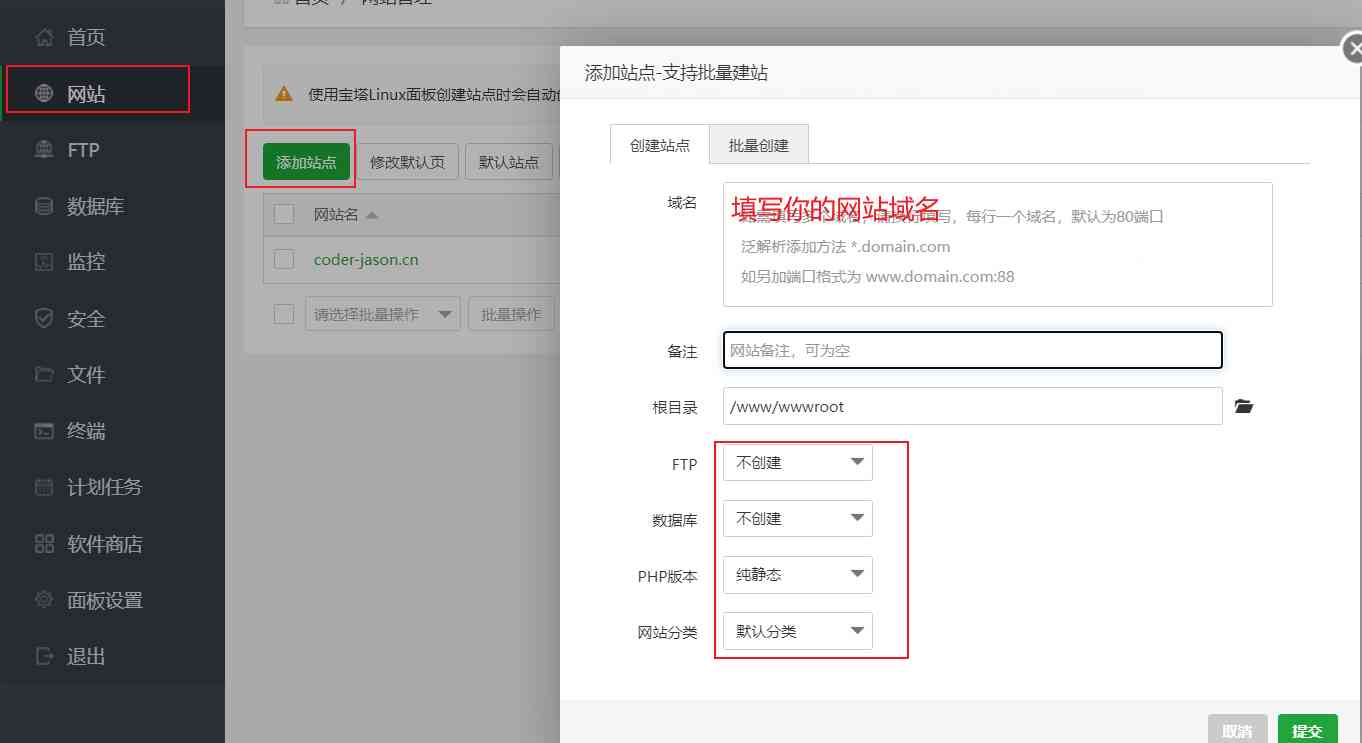 首页
网站
FTP
数据库
监控
安全
文件
终端
计划任务
软件商店
面板设置
退出
首页 / 网站管理
使用宝塔Linux面板创建站点时会自动
添加站点
修改默认页
默认站点
网站名
coder-jason.cn
请选择批量操作
批量操作
添加站点-支持批量建站
创建站点
批量创建
域名
填写你的网站域名
填写，每行一个域名，默认为80端口
泛解析添加方法 *.domain.com
如另加端口格式为 www.domain.com:88
备注
网站备注，可为空
根目录
/www/wwwroot
FTP
不创建
数据库
不创建
PHP版本
纯静态
网站分类
默认分类
取消
提交